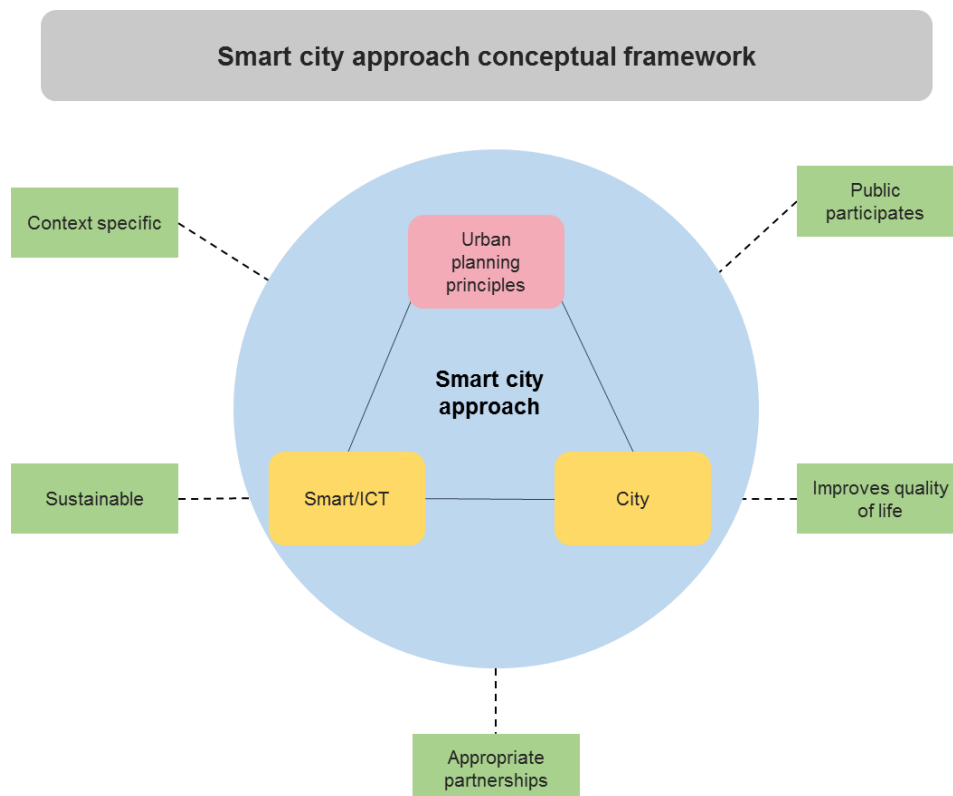 Smart city approach conceptual framework
Context specific
Public
participates
Urban
planning
principles
Smart city
approach
Sustainable
Smart/ICT
City
Improves quality
of life
Appropriate
partnerships